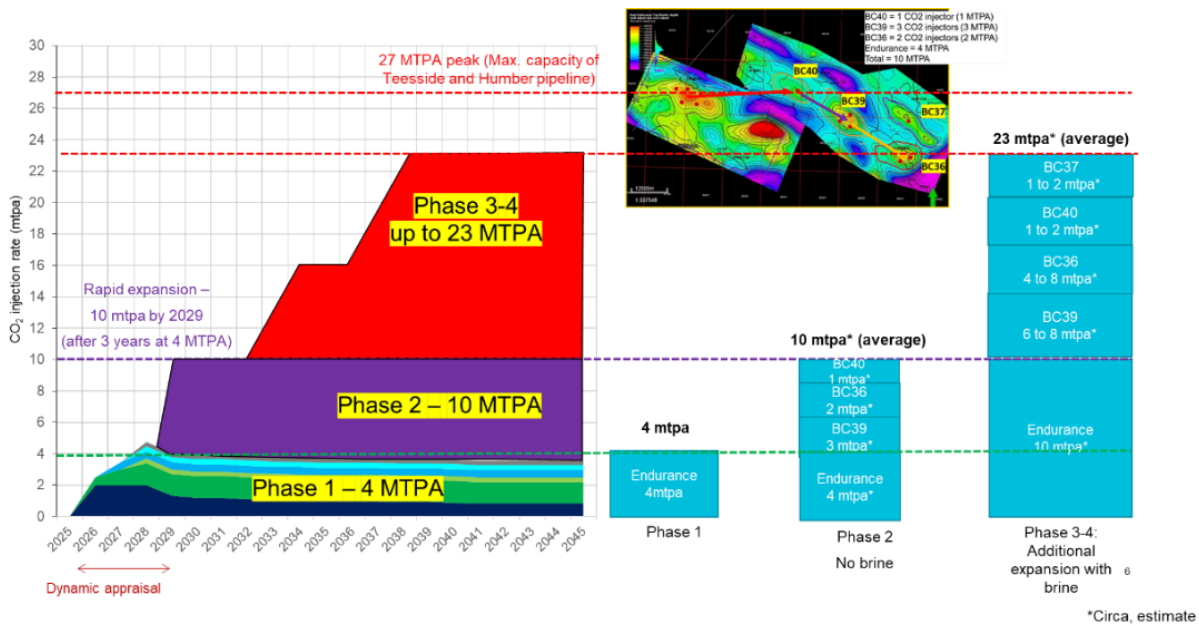 30
28
26
24
22
20
18
16
14
12
10
8
6
4
2
0
CO2 injection rate (mtpa)
27 MTPA peak (Max. capacity of
Teesside and Humber pipeline)
Phase 3-4
up to 23 MTPA
Rapid expansion –
10 mtpa by 2029
(after 3 years at 4 MTPA)
Phase 2 – 10 MTPA
Phase 1 – 4 MTPA
2025
2026
2027
2028
2029
2030
2031
2032
2033
2034
2035
2036
2037
2038
2039
2040
2041
2042
2043
2044
2045
Dynamic appraisal
BC40 = 1 CO2 injector (1 MTPA)
BC39 = 3 CO2 injectors (3 MTPA)
BC36 = 2 CO2 injectors (2 MTPA)
Endurance = 4 MTPA
Total = 10 MTPA
BC40
BC39
BC37
BC36
4 mtpa
Endurance
4mtpa
Phase 1
10 mtpa* (average)
BC40
1 mtpa*
BC36
2 mtpa*
BC39
3 mtpa*
Endurance
4 mtpa*
Phase 2
No brine
23 mtpa* (average)
BC37
1 to 2 mtpa*
BC40
1 to 2 mtpa*
BC36
4 to 8 mtpa*
BC39
6 to 8 mtpa*
Endurance
10 mtpa*
Phase 3-4:
Additional
expansion with
brine
6
*Circa, estimate